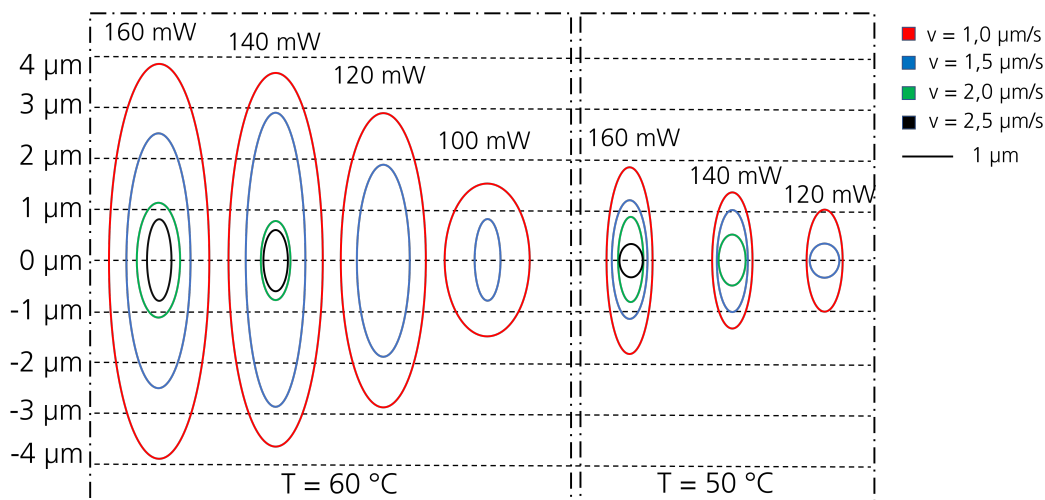 160 mW
140 mW
120 mW
100 mW
160 mW
140 mW
120 mW
4 µm
3 µm
2 µm
1 µm
0 µm
-1 µm
-2 µm
-3 µm
-4 µm
T = 60 °C
T = 50 °C
v = 1,0 µm/s
v = 1,5 µm/s
v = 2,0 µm/s
v = 2,5 µm/s
1 µm